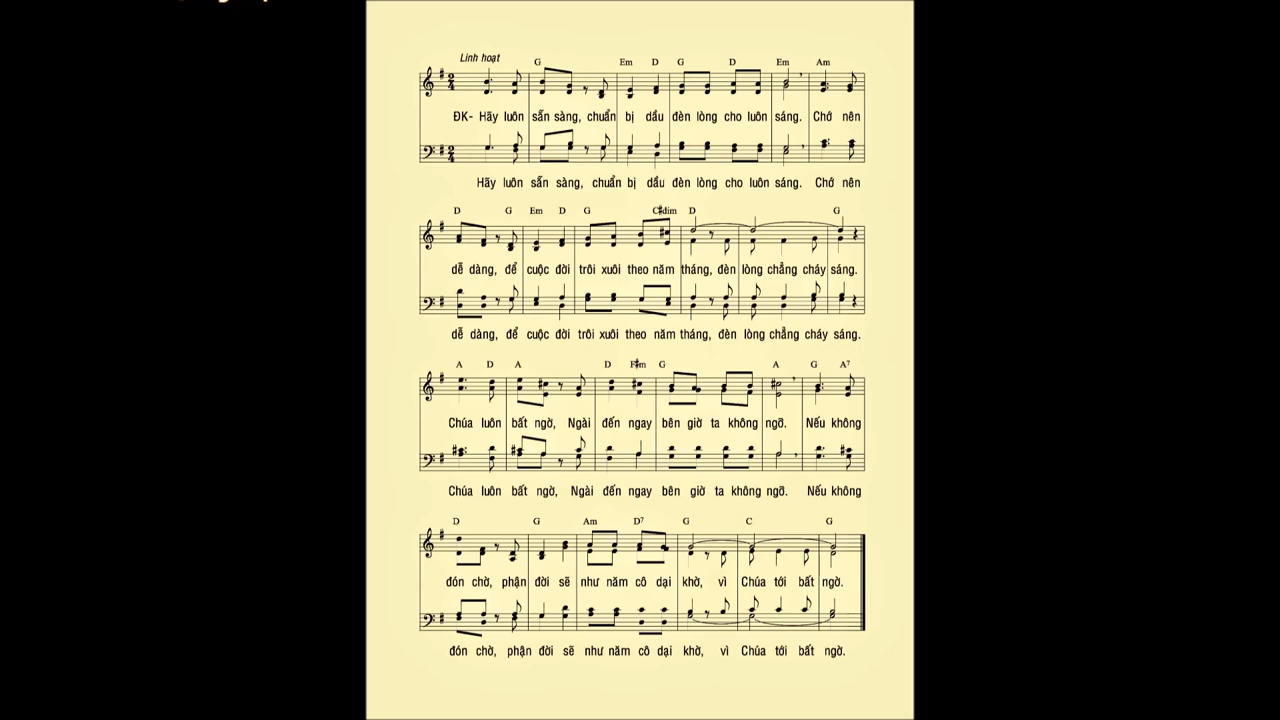 Linh hoạt
G Em D G D Em Am
ĐK- Hãy luôn sẵn sàng, chuẩn bị dầu đèn lòng cho luôn sáng. Chớ nên
Hãy luôn sẵn sàng, chuẩn bị dầu đèn lòng cho luôn sáng. Chớ nên
D G Em D G C#dim D G
dễ dàng, để cuộc đời trôi xuôi theo năm tháng, đèn lòng chẳng cháy sáng.
dễ dàng, để cuộc đời trôi xuôi theo năm tháng, đèn lòng chẳng cháy sáng.
A D A D F#m G A G A7
Chúa luôn bất ngờ, Ngài đến ngay bên giờ ta không ngỡ. Nếu không
Chúa luôn bất ngờ, Ngài đến ngay bên giờ ta không ngỡ. Nếu không
D G Am D7 G C G
đón chờ, phận đời sẽ như năm cô dại khờ, vì Chúa tới bất ngờ.
đón chờ, phận đời sẽ như năm cô dại khờ, vì Chúa tới bất ngờ.